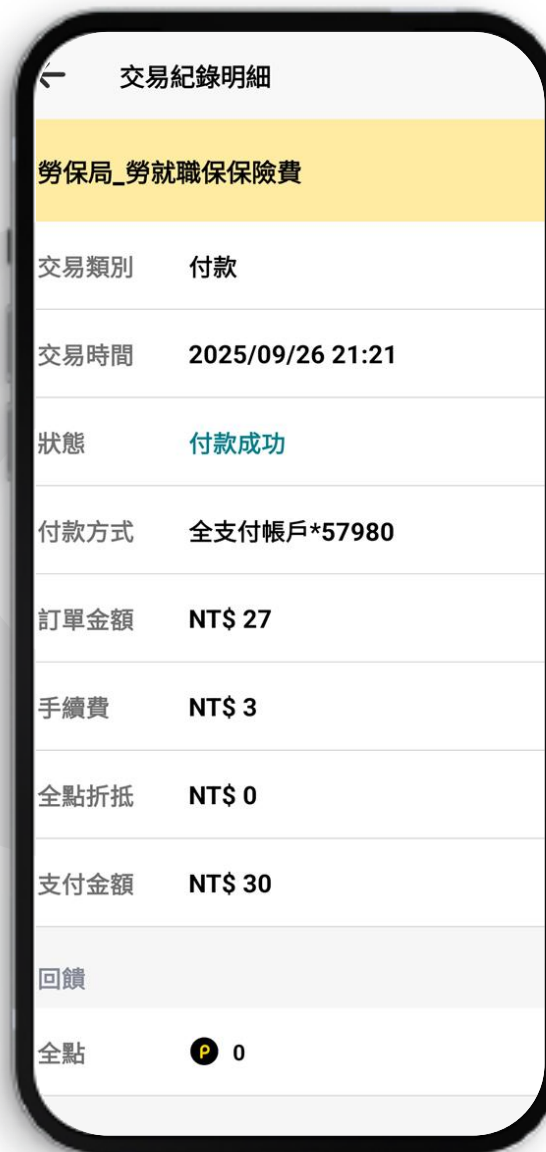 交易紀錄明細
勞保局_勞就職保保險費
交易類別 付款
交易時間 2025/09/26 21:21
狀態 付款成功
付款方式 全支付帳戶*57980
訂單金額 NT$ 27
手續費 NT$ 3
全點折抵 NT$ 0
支付金額 NT$ 30
回饋
全點 P 0